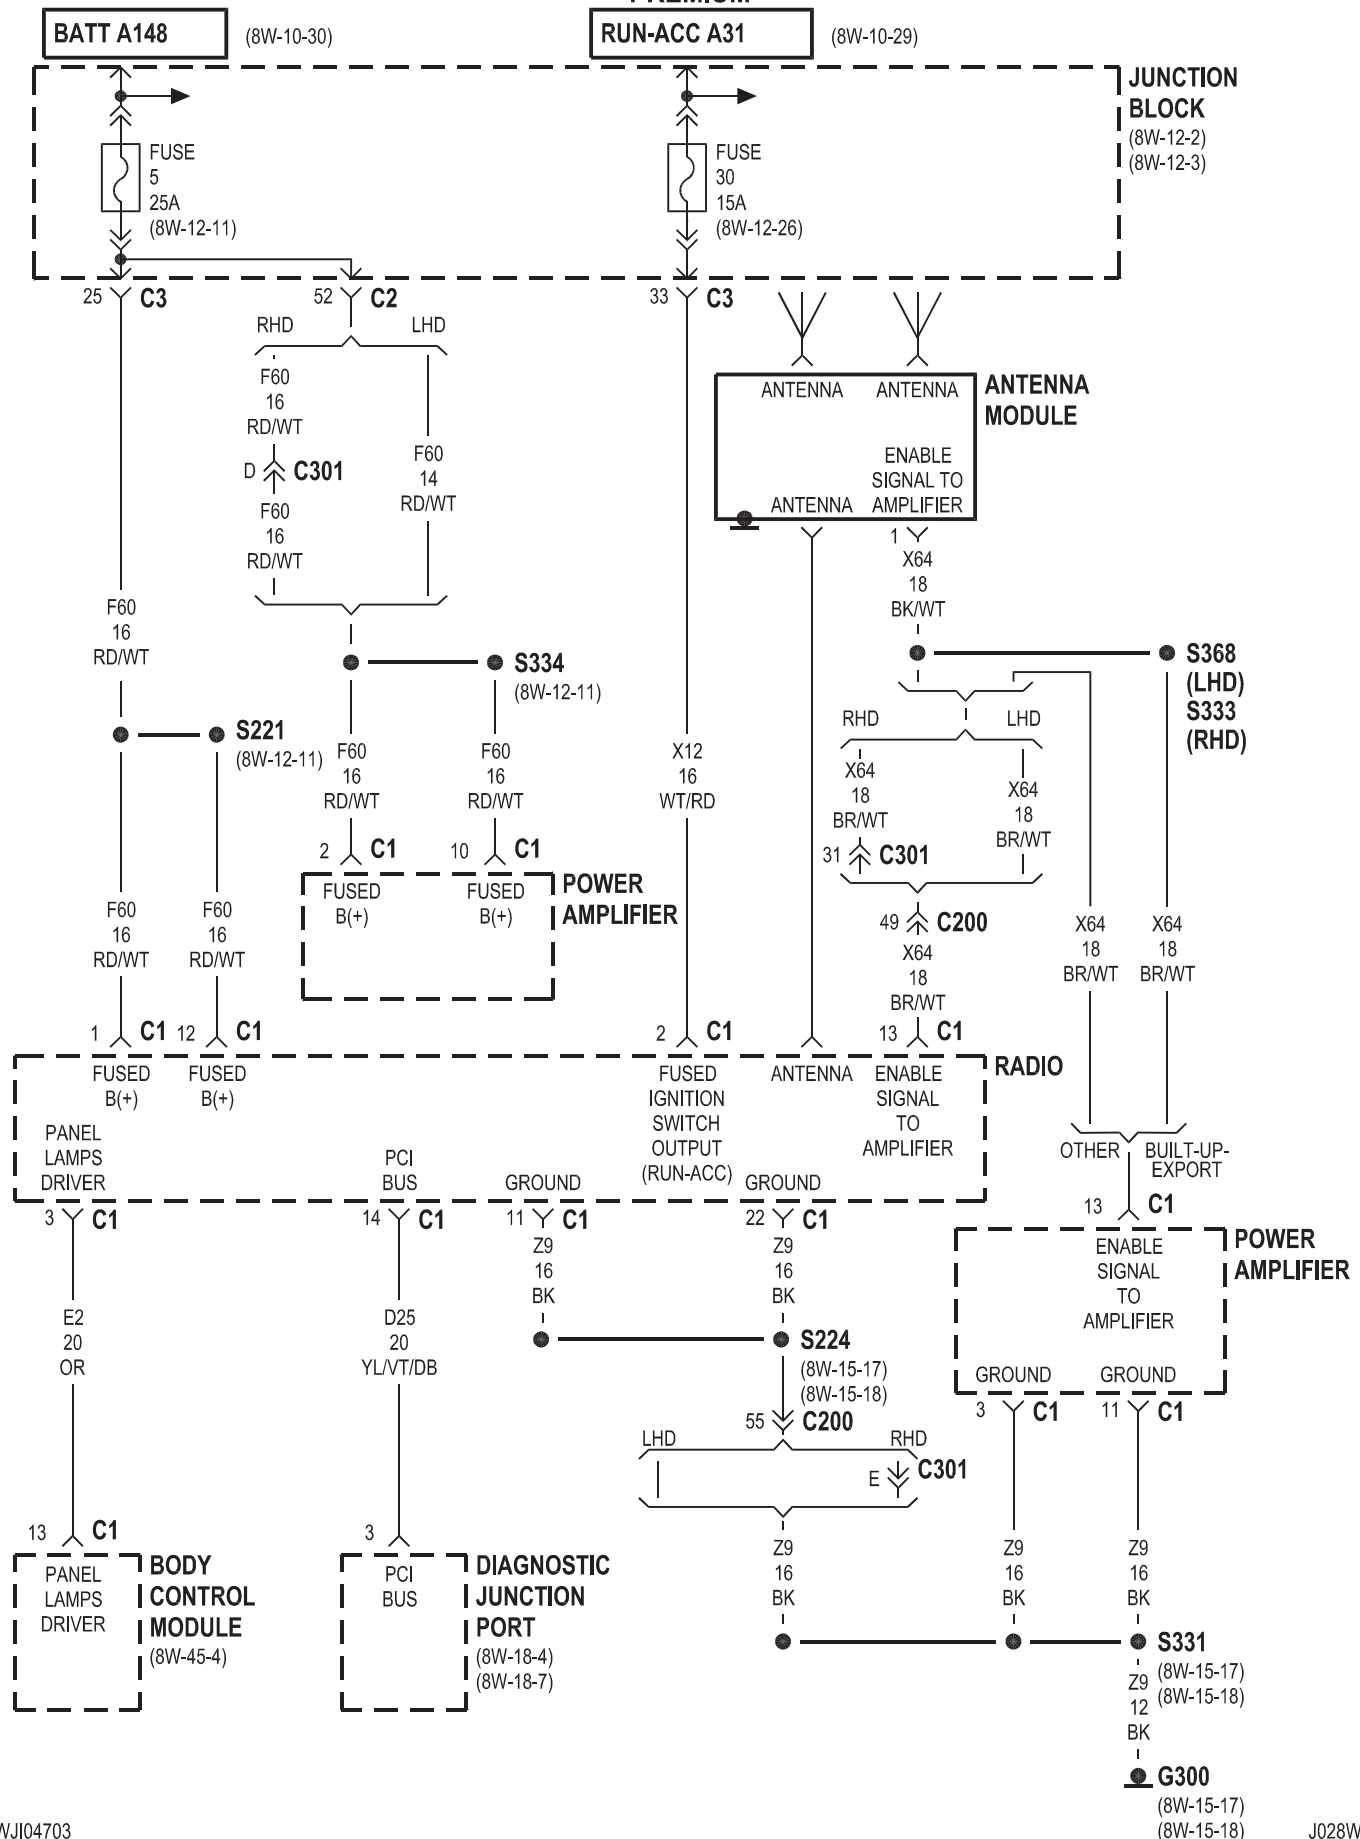 PREMIUM
BATT A148
(8W-10-30)
RUN-ACC A31
(8W-10-29)
JUNCTION
BLOCK
(8W-12-2)
(8W-12-3)
FUSE
5
25A
(8W-12-11)
FUSE
30
15A
(8W-12-26)
25
C3
52
C2
33
C3
RHD
LHD
F60
16
RD/WT
D
C301
F60
16
RD/WT
F60
14
RD/WT
ANTENNA
ANTENNA
ANTENNA
MODULE
ENABLE
SIGNAL TO
AMPLIFIER
ANTENNA
1
X64
18
BK/WT
F60
16
RD/WT
S334
(8W-12-11)
S368
(LHD)
S333
(RHD)
S221
(8W-12-11)
F60
16
RD/WT
F60
16
RD/WT
X12
16
WT/RD
RHD
LHD
X64
18
BR/WT
X64
18
BR/WT
31
C301
2
C1
10
C1
FUSED
B(+)
FUSED
B(+)
POWER
AMPLIFIER
F60
16
RD/WT
F60
16
RD/WT
49
C200
X64
18
BR/WT
X64
18
BR/WT
X64
18
BR/WT
1
C1
12
C1
2
C1
13
C1
RADIO
FUSED
B(+)
FUSED
B(+)
FUSED
IGNITION
SWITCH
OUTPUT
(RUN-ACC)
ANTENNA
ENABLE
SIGNAL
TO
AMPLIFIER
PANEL
LAMPS
DRIVER
PCI
BUS
GROUND
GROUND
OTHER
BUILT-UP-
EXPORT
3
C1
14
C1
11
C1
22
C1
13
C1
Z9
16
BK
Z9
16
BK
ENABLE
SIGNAL
TO
AMPLIFIER
POWER
AMPLIFIER
GROUND
GROUND
E2
20
OR
D25
20
YL/VT/DB
S224
(8W-15-17)
(8W-15-18)
55
C200
3
C1
11
C1
LHD
RHD
E
C301
13
C1
3
PANEL
LAMPS
DRIVER
BODY
CONTROL
MODULE
(8W-45-4)
PCI
BUS
DIAGNOSTIC
JUNCTION
PORT
(8W-18-4)
(8W-18-7)
Z9
16
BK
Z9
16
BK
Z9
16
BK
S331
(8W-15-17)
(8W-15-18)
Z9
12
BK
G300
(8W-15-17)
(8W-15-18)
WJI04703
J028W